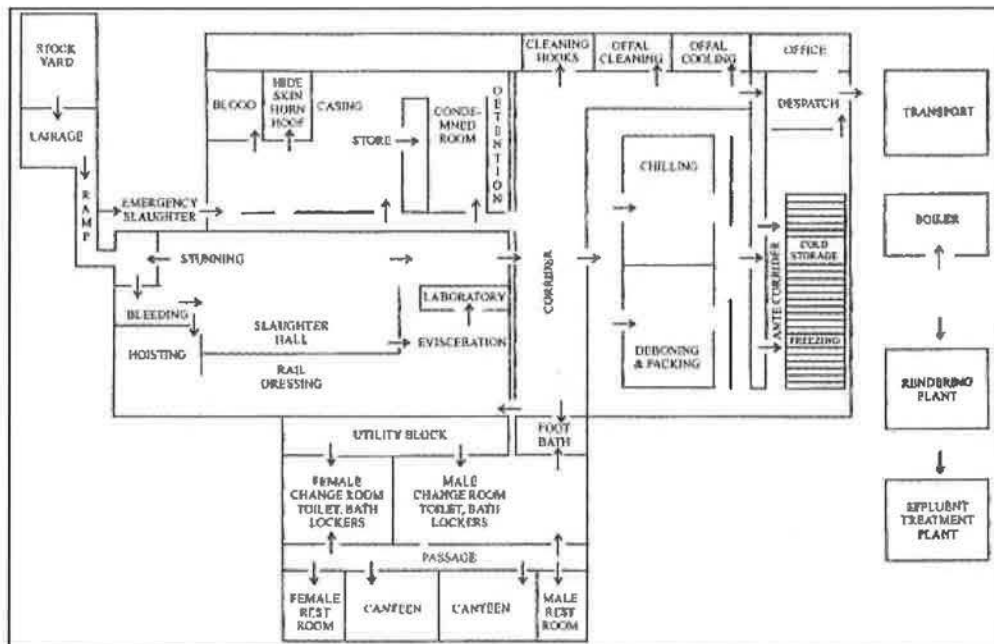 STOCK
YARD
LAIRAGE
RAMP
EMERGENCY
SLAUGHTER
BLOOD
HIDE
SKIN
HORN
HOOF
CASING
STORE
CONDE-
MNED
ROOM
DETENTION
CLEANING
HOOKS
OFFAL
CLEANING
OFFAL
COOLING
OFFICE
DESPATCH
TRANSPORT
BOILER
RENDERING
PLANT
EFFLUENT
TREATMENT
PLANT
STUNNING
BLEEDING
HOISTING
SLAUGHTER
HALL
RAIL
DRESSING
LABORATORY
EVISCERATION
CORRIDER
CHILLING
DEBONING
& PACKING
ANTE CORRIDER
COLD
STORAGE
FREEZING
FOOT
BATH
UTILITY BLOCK
FEMALE
CHANGE ROOM
TOILET, BATH
LOCKERS
MALE
CHANGE ROOM
TOILET, BATH
LOCKERS
PASSAGE
FEMALE
REST
ROOM
CANTEEN
CANTEEN
MALE
REST
ROOM